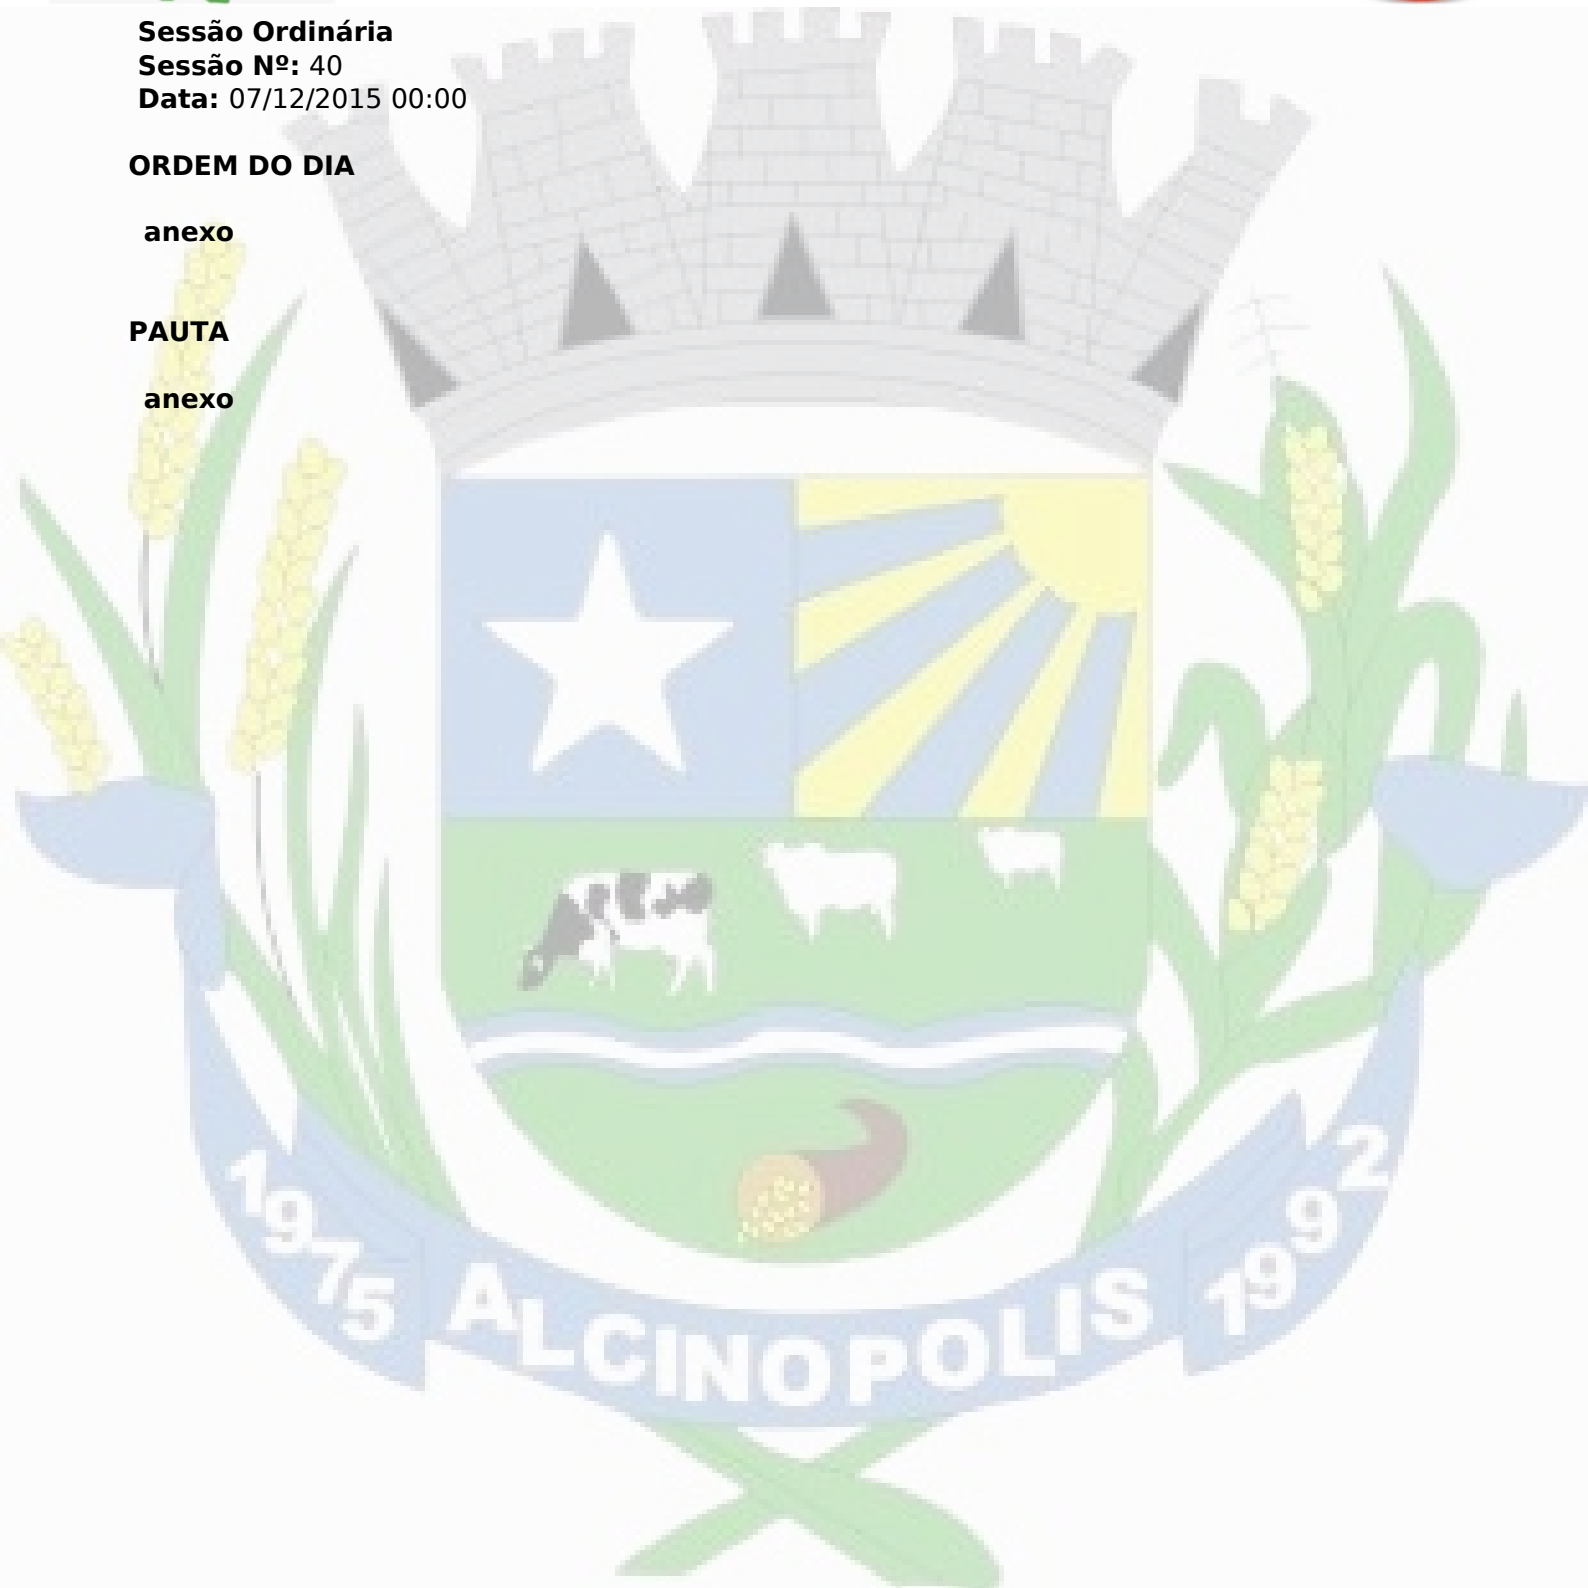 Sessão Ordinária
Sessão Nº: 40
Data: 07/12/2015 00:00
ORDEM DO DIA
anexo
PAUTA
anexo
1975 ALCINOPOLIS 1992